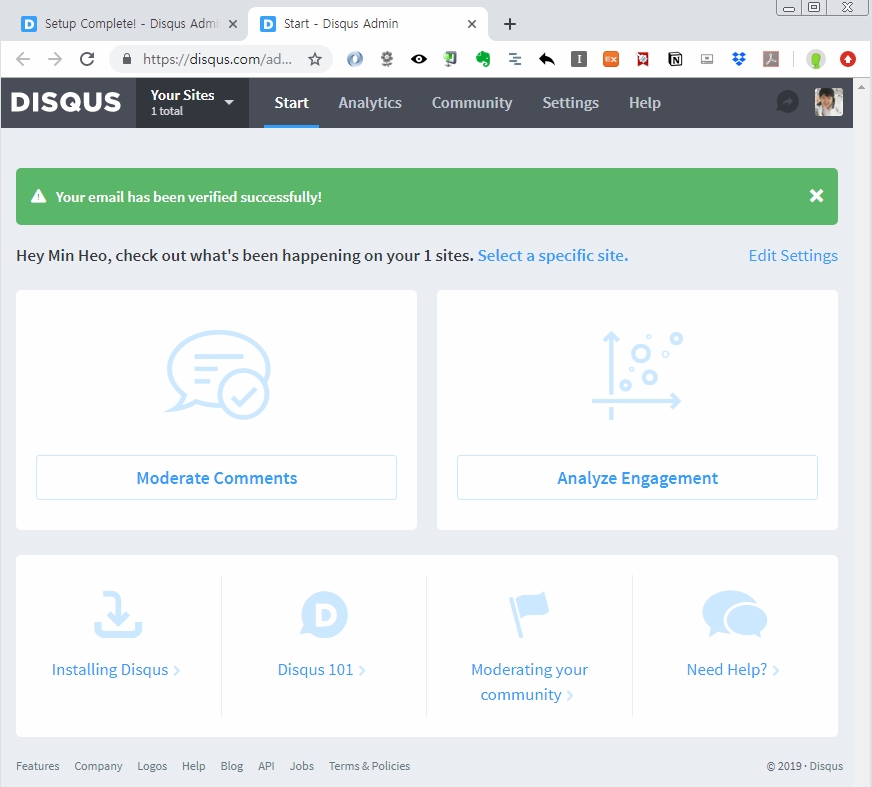 Setup Complete! - Disqus Admi
Start - Disqus Admin
https://disqus.com/ad...
DISQUS
Your Sites
1 total
Start
Analytics
Community
Settings
Help
Your email has been verified successfully!
Hey Min Heo, check out what's been happening on your 1 sites. Select a specific site.
Edit Settings
Moderate Comments
Analyze Engagement
Installing Disqus
Disqus 101
Moderating your
community
Need Help?
Features Company Logos Help Blog API Jobs Terms & Policies
© 2019 · Disqus